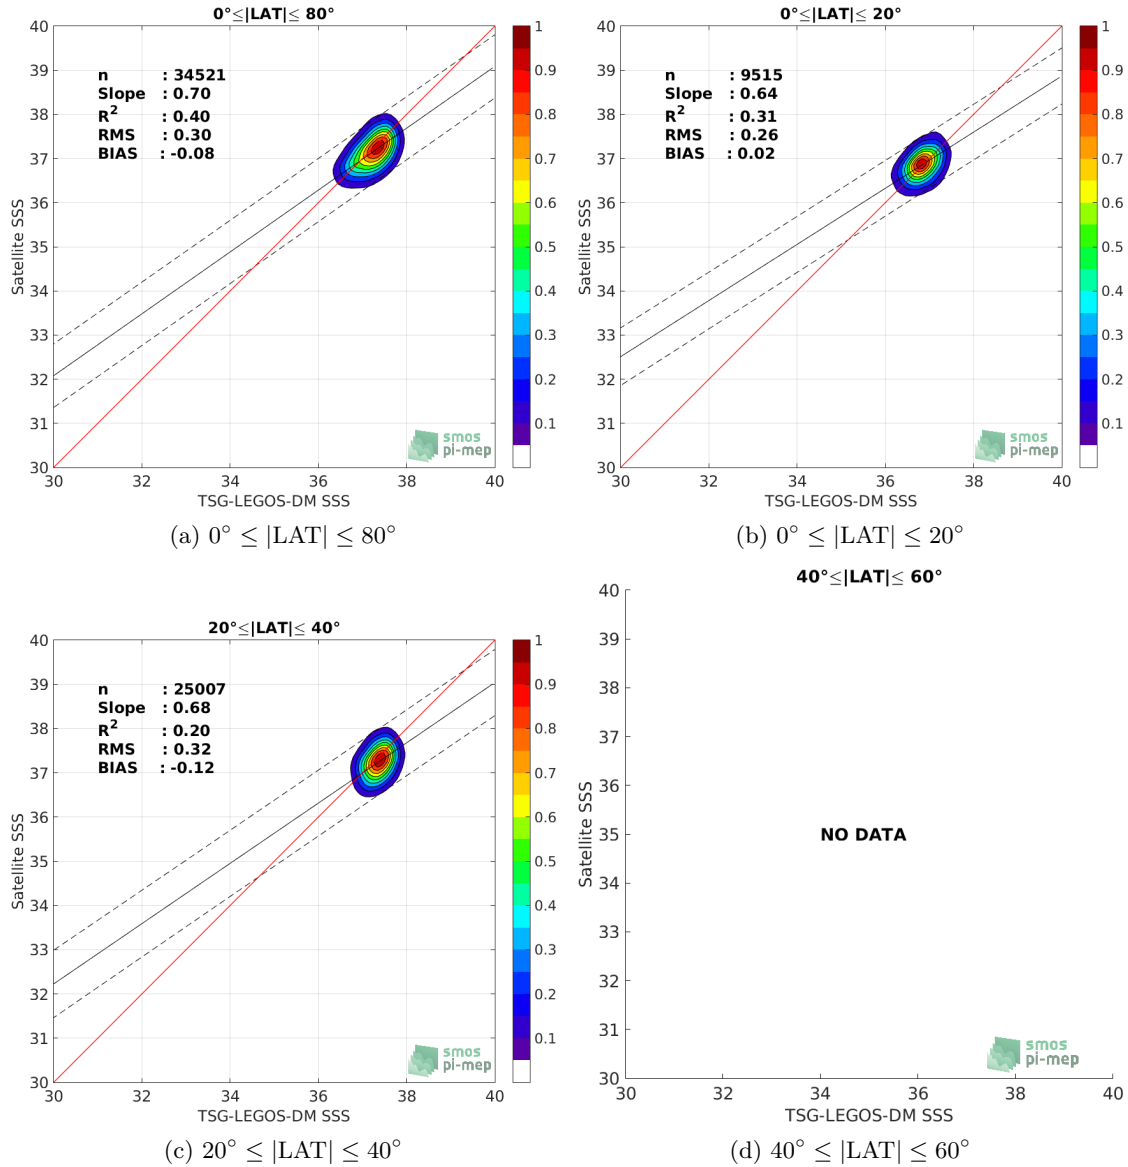 0°≤|LAT|≤ 80°
n : 34521
Slope : 0.70
R2 : 0.40
RMS : 0.30
BIAS : -0.08
40
39
38
37
36
35
34
33
32
31
30
30
32
34
36
38
40
Satellite SSS
TSG-LEGOS-DM SSS
1
0.9
0.8
0.7
0.6
0.5
0.4
0.3
0.2
0.1
smos
pi-mep
(a) 0° ≤ |LAT| ≤ 80°
0°≤|LAT|≤ 20°
n : 9515
Slope : 0.64
R2 : 0.31
RMS : 0.26
BIAS : 0.02
40
39
38
37
36
35
34
33
32
31
30
30
32
34
36
38
40
Satellite SSS
TSG-LEGOS-DM SSS
1
0.9
0.8
0.7
0.6
0.5
0.4
0.3
0.2
0.1
smos
pi-mep
(b) 0° ≤ |LAT| ≤ 20°
20°≤|LAT|≤ 40°
n : 25007
Slope : 0.68
R2 : 0.20
RMS : 0.32
BIAS : -0.12
40
39
38
37
36
35
34
33
32
31
30
30
32
34
36
38
40
Satellite SSS
TSG-LEGOS-DM SSS
1
0.9
0.8
0.7
0.6
0.5
0.4
0.3
0.2
0.1
smos
pi-mep
(c) 20° ≤ |LAT| ≤ 40°
40°≤|LAT|≤ 60°
NO DATA
40
39
38
37
36
35
34
33
32
31
30
30
32
34
36
38
40
Satellite SSS
TSG-LEGOS-DM SSS
smos
pi-mep
(d) 40° ≤ |LAT| ≤ 60°